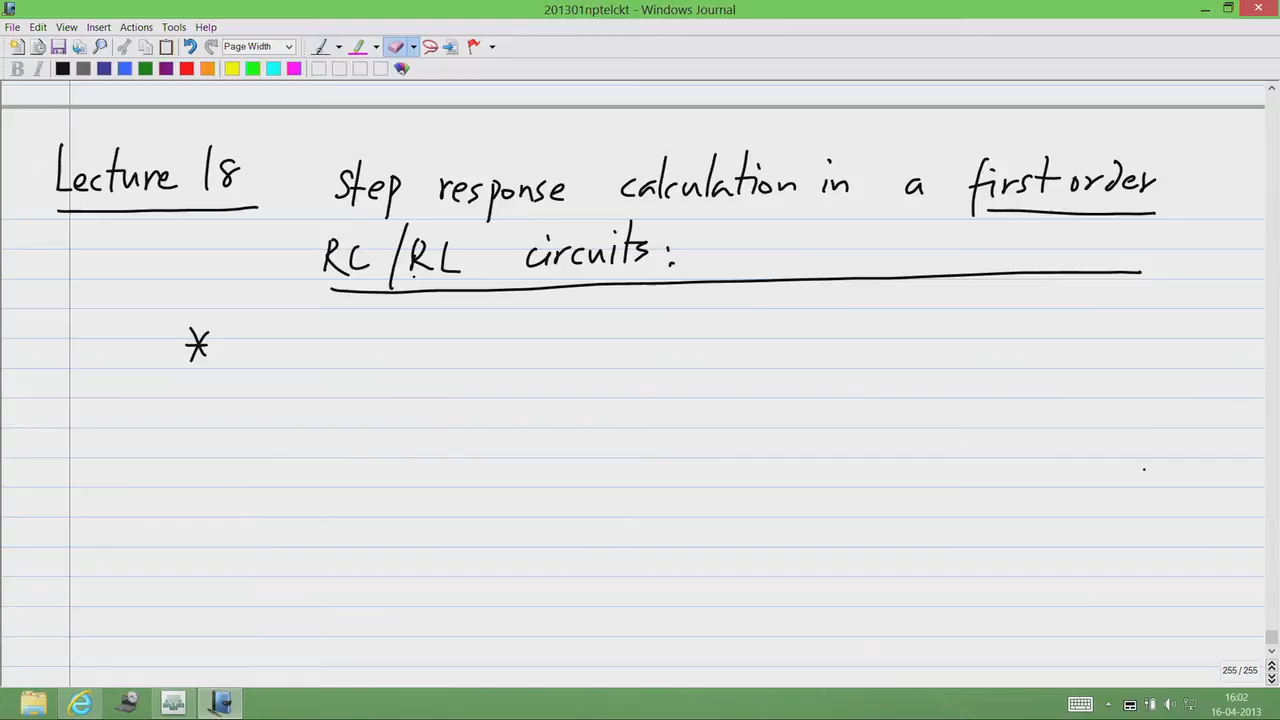 201301nptelckt - Windows Journal
File Edit View Insert Actions Tools Help
Page Width
B I
Lecture 18 Step response calculation in a first order
RC/RL circuits:
*
255 / 255
16:02
16-04-2013